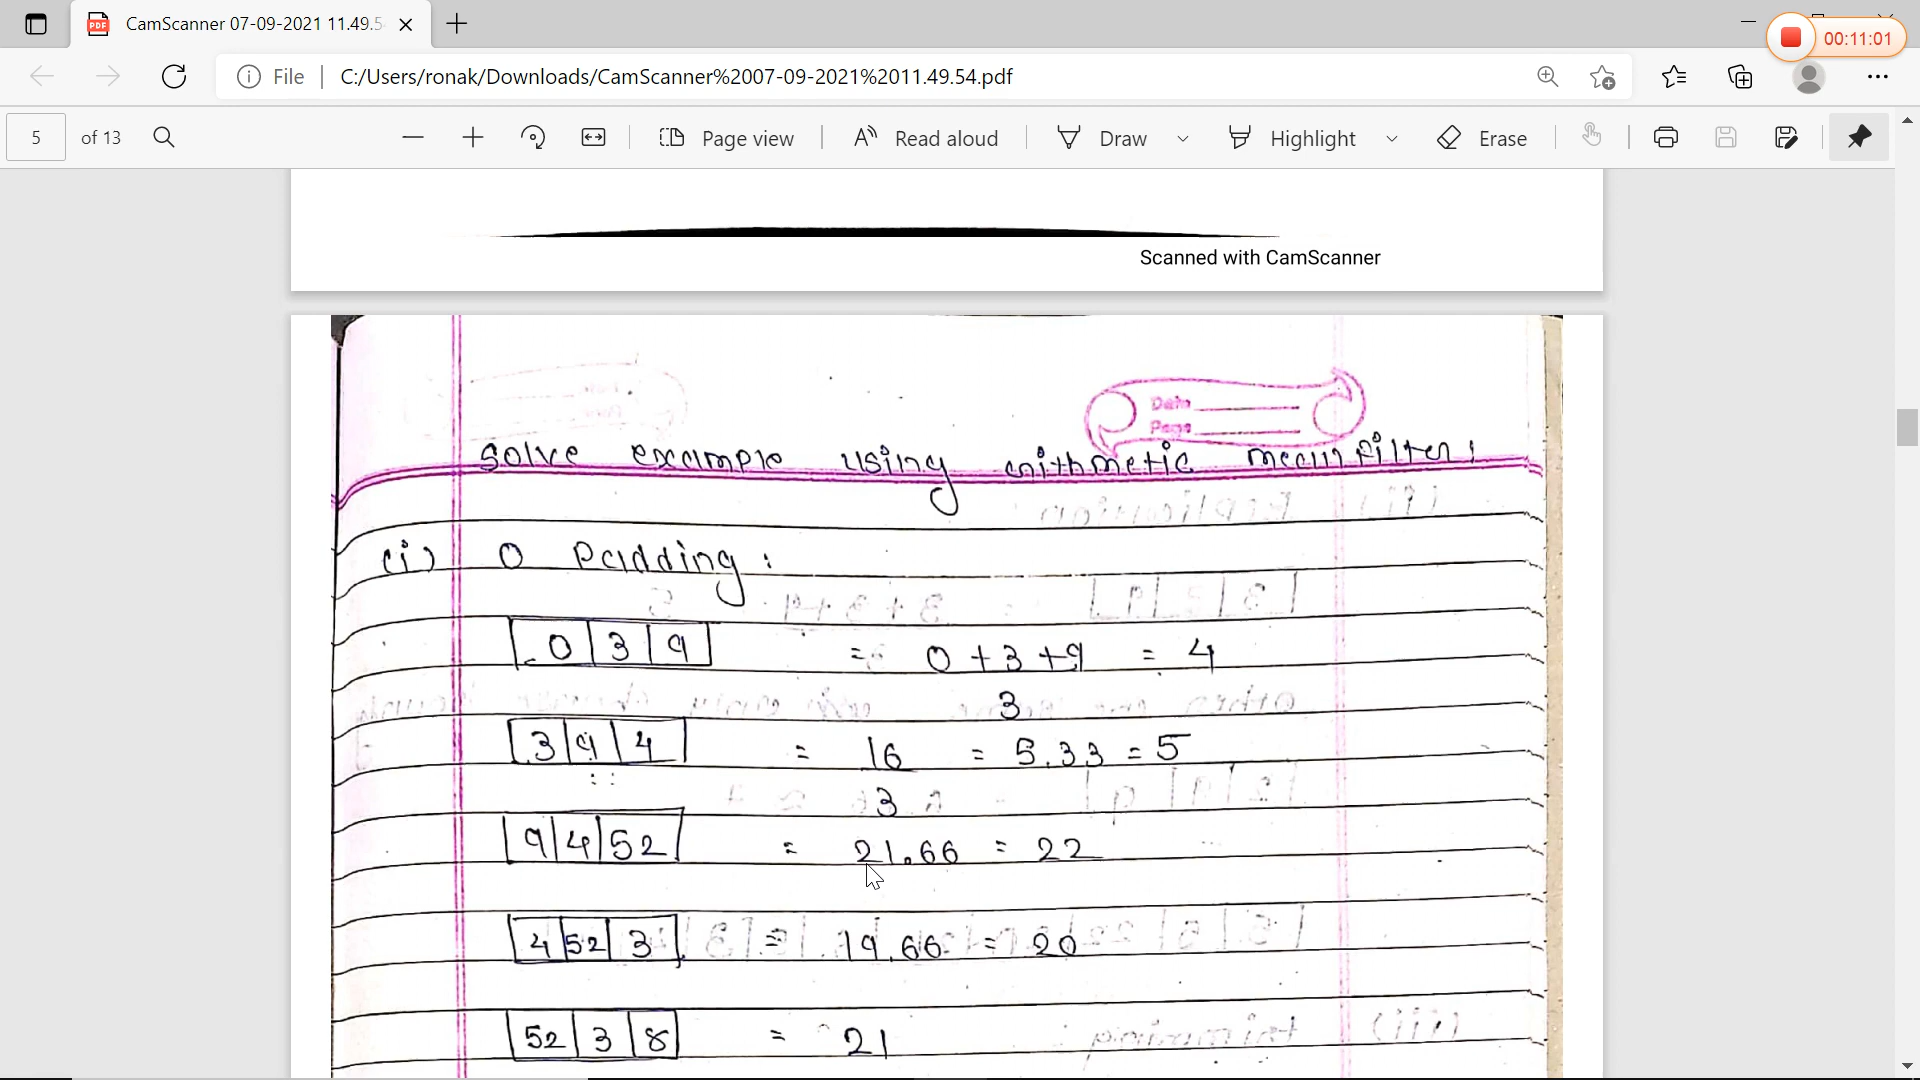 CamScanner 07-09-2021 11.49.5
00:11:01
File C:/Users/ronak/Downloads/CamScanner%2007-09-2021%2011.49.54.pdf
5 of 13 Page view Read aloud Draw Highlight Erase
Scanned with CamScanner
Date
Page
solve example using arithmetic mean filter:
(i) 0 Padding:
0 3 9 = 0+3+9 = 4
3
3 9 4 = 16 = 5.33 = 5
3
9 4 52 = 21.66 = 22
4 52 3 = 19.66 = 20
52 3 8 = 21